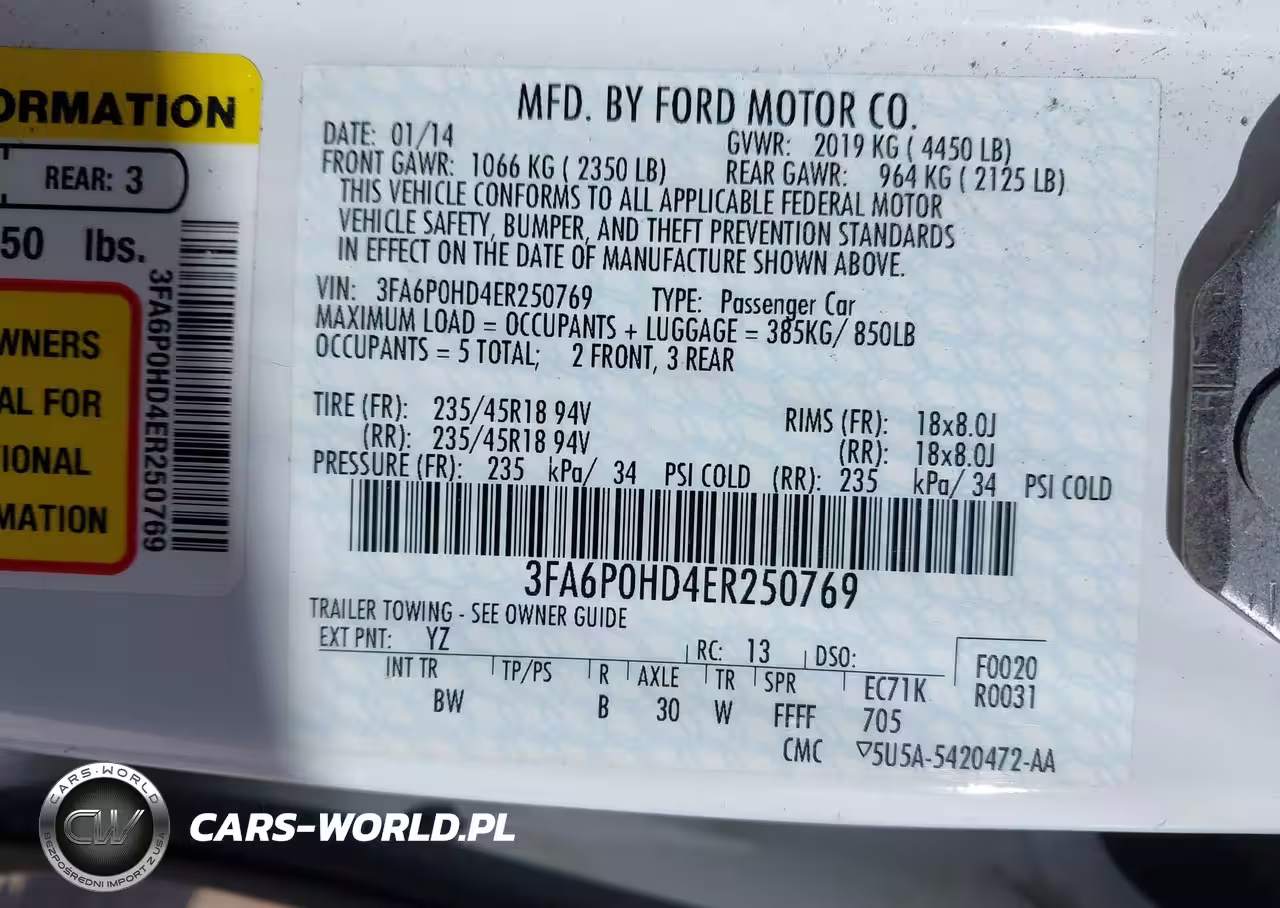 ORMATION
REAR: 3
50 lbs.
WNERS
AL FOR
IONAL
MATION
3FA6P0HD4ER250769
MFD. BY FORD MOTOR CO.
DATE: 01/14 GVWR: 2019 KG ( 4450 LB)
FRONT GAWR: 1066 KG ( 2350 LB) REAR GAWR: 964 KG ( 2125 LB)
THIS VEHICLE CONFORMS TO ALL APPLICABLE FEDERAL MOTOR
VEHICLE SAFETY, BUMPER, AND THEFT PREVENTION STANDARDS
IN EFFECT ON THE DATE OF MANUFACTURE SHOWN ABOVE.
VIN: 3FA6P0HD4ER250769 TYPE: Passenger Car
MAXIMUM LOAD = OCCUPANTS + LUGGAGE = 385KG/ 850LB
OCCUPANTS = 5 TOTAL; 2 FRONT, 3 REAR
TIRE (FR): 235/45R18 94V RIMS (FR): 18x8.0J
(RR): 235/45R18 94V (RR): 18x8.0J
PRESSURE (FR): 235 kPa/ 34 PSI COLD (RR): 235 kPa/ 34 PSI COLD
3FA6P0HD4ER250769
TRAILER TOWING - SEE OWNER GUIDE
EXT PNT: YZ RC: 13 DSO: F0020
INT TR TP/PS R AXLE TR SPR EC71K R0031
BW B 30 W FFFF 705
CMC ▽5U5A-5420472-AA
CARS-WORLD
CW
BEZPOŚREDNI IMPORT Z USA
CARS-WORLD.PL